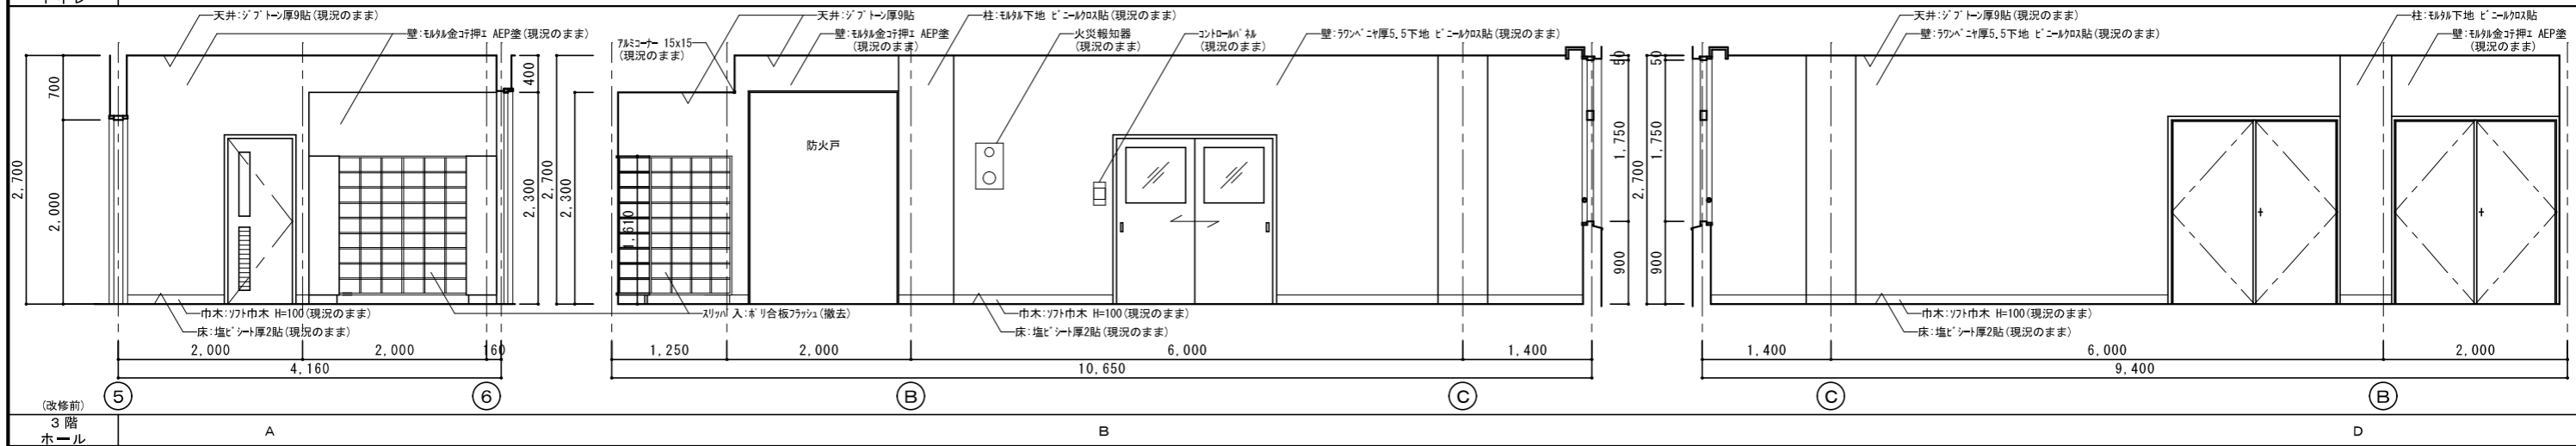 天井:ジプトーン厚9貼(現況のまま)
壁:モルタル金ゴテ押エ AEP塗(現況のまま)
2,700
700
2,000
400
2,300
巾木:ソフト巾木 H=100(現況のまま)
床:塩ビシート厚2貼(現況のまま)
2,000
2,000
160
4,160
5
6
天井:ジプトーン厚9貼
アルミコーナー 15x15
(現況のまま)
壁:モルタル金ゴテ押エ AEP塗
(現況のまま)
柱:モルタル下地 ビニールクロス貼(現況のまま)
火災報知器
(現況のまま)
コントロールパネル
(現況のまま)
壁:ラワンベニヤ厚5.5下地 ビニールクロス貼(現況のまま)
防火戸
2,700
2,300
1,610
50
1,750
900
2,700
スリッパ入:ポリ合板フラッシュ(撤去)
巾木:ソフト巾木 H=100(現況のまま)
床:塩ビシート厚2貼(現況のまま)
1,250
2,000
6,000
1,400
10,650
B
C
天井:ジプトーン厚9貼(現況のまま)
壁:ラワンベニヤ厚5.5下地 ビニールクロス貼(現況のまま)
柱:モルタル下地 ビニールクロス貼
壁:モルタル金ゴテ押エ AEP塗
(現況のまま)
50
1,750
900
巾木:ソフト巾木 H=100(現況のまま)
床:塩ビシート厚2貼(現況のまま)
1,400
6,000
2,000
9,400
C
B
(改修前)
3階
ホール
A
B
D